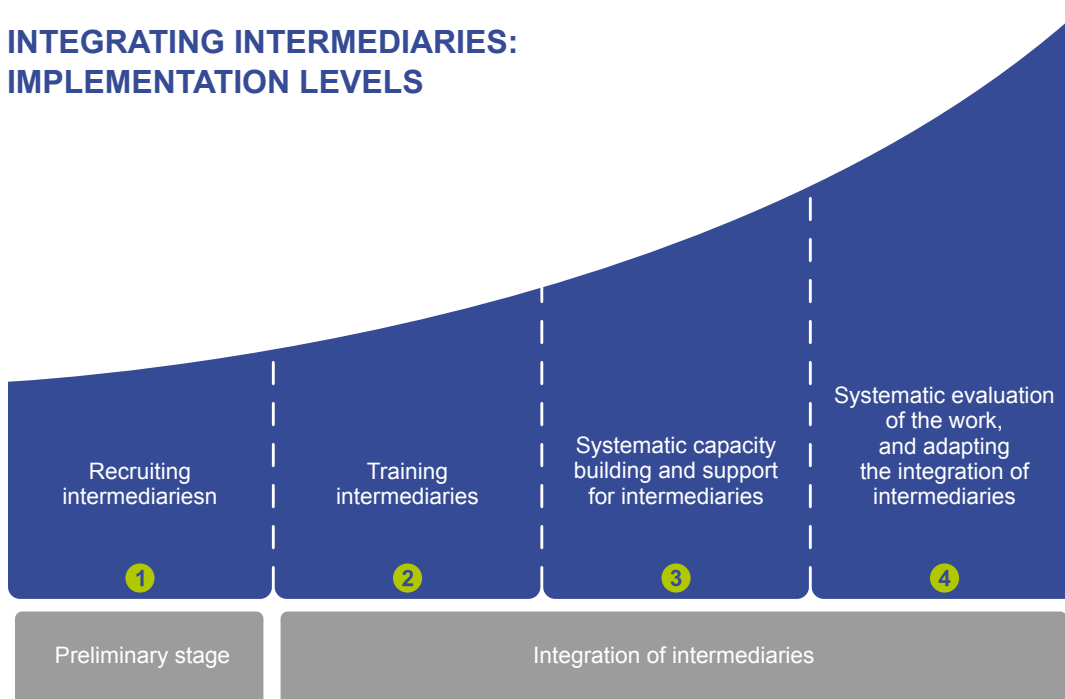 INTEGRATING INTERMEDIARIES:
IMPLEMENTATION LEVELS
Recruiting
intermediariesn
1
Training
intermediaries
2
Systematic capacity
building and support
for intermediaries
3
Systematic evaluation
of the work,
and adapting
the integration of
intermediaries
4
Preliminary stage
Integration of intermediaries